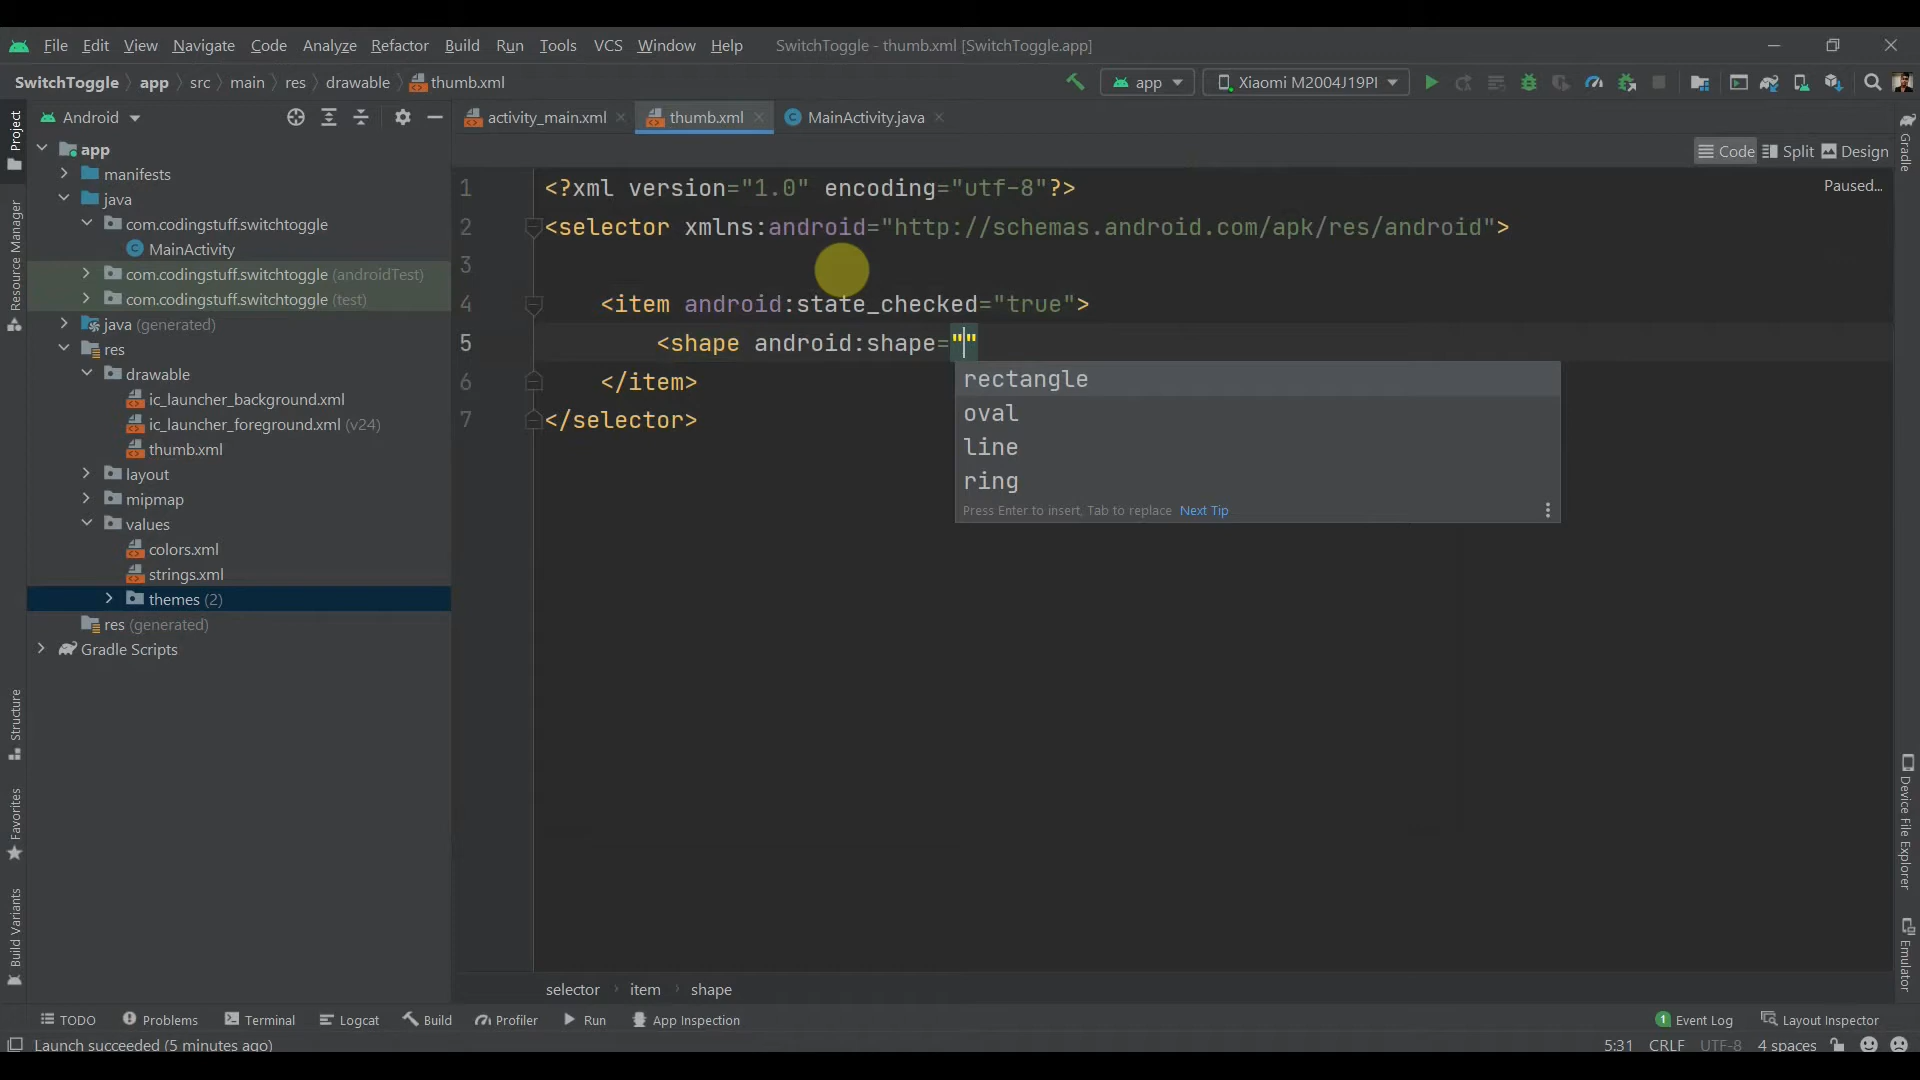 File Edit View Navigate Code Analyze Refactor Build Run Tools VCS Window Help SwitchToggle - thumb.xml [SwitchToggle.app]
SwitchToggle app src main res drawable thumb.xml app Xiaomi M2004J19PI
Android activity_main.xml thumb.xml MainActivity.java
Code Split Design
Paused...
Project
Resource Manager
Structure
Favorites
Build Variants
app
manifests
java
com.codingstuff.switchtoggle
MainActivity
com.codingstuff.switchtoggle (androidTest)
com.codingstuff.switchtoggle (test)
java (generated)
res
drawable
ic_launcher_background.xml
ic_launcher_foreground.xml (v24)
thumb.xml
layout
mipmap
values
colors.xml
strings.xml
themes (2)
res (generated)
Gradle Scripts
1 <?xml version="1.0" encoding="utf-8"?>
2 <selector xmlns:android="http://schemas.android.com/apk/res/android">
3
4 <item android:state_checked="true">
5 <shape android:shape=""
6 </item>
7 </selector>
rectangle
oval
line
ring
Press Enter to insert, Tab to replace Next Tip
Gradle
Device File Explorer
Emulator
selector item shape
TODO Problems Terminal Logcat Build Profiler Run App Inspection 1 Event Log Layout Inspector
Launch succeeded (5 minutes ago) 5:31 CRLF UTF-8 4 spaces